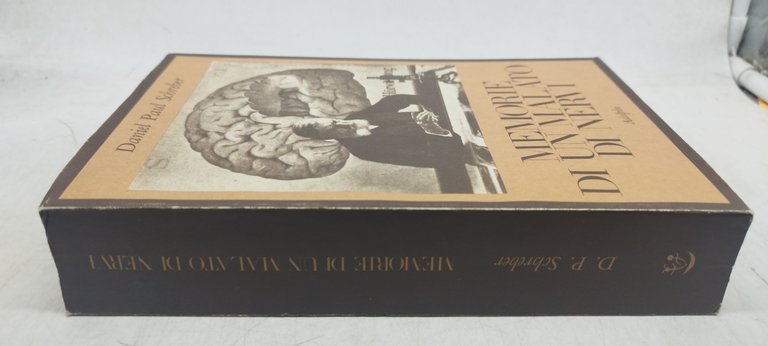 Daniel Paul Schreber
MEMORIE
DI UN MALATO
DI NERVI
Adelphi
D. P. Schreber
MEMORIE DI UN MALATO DI NERVI